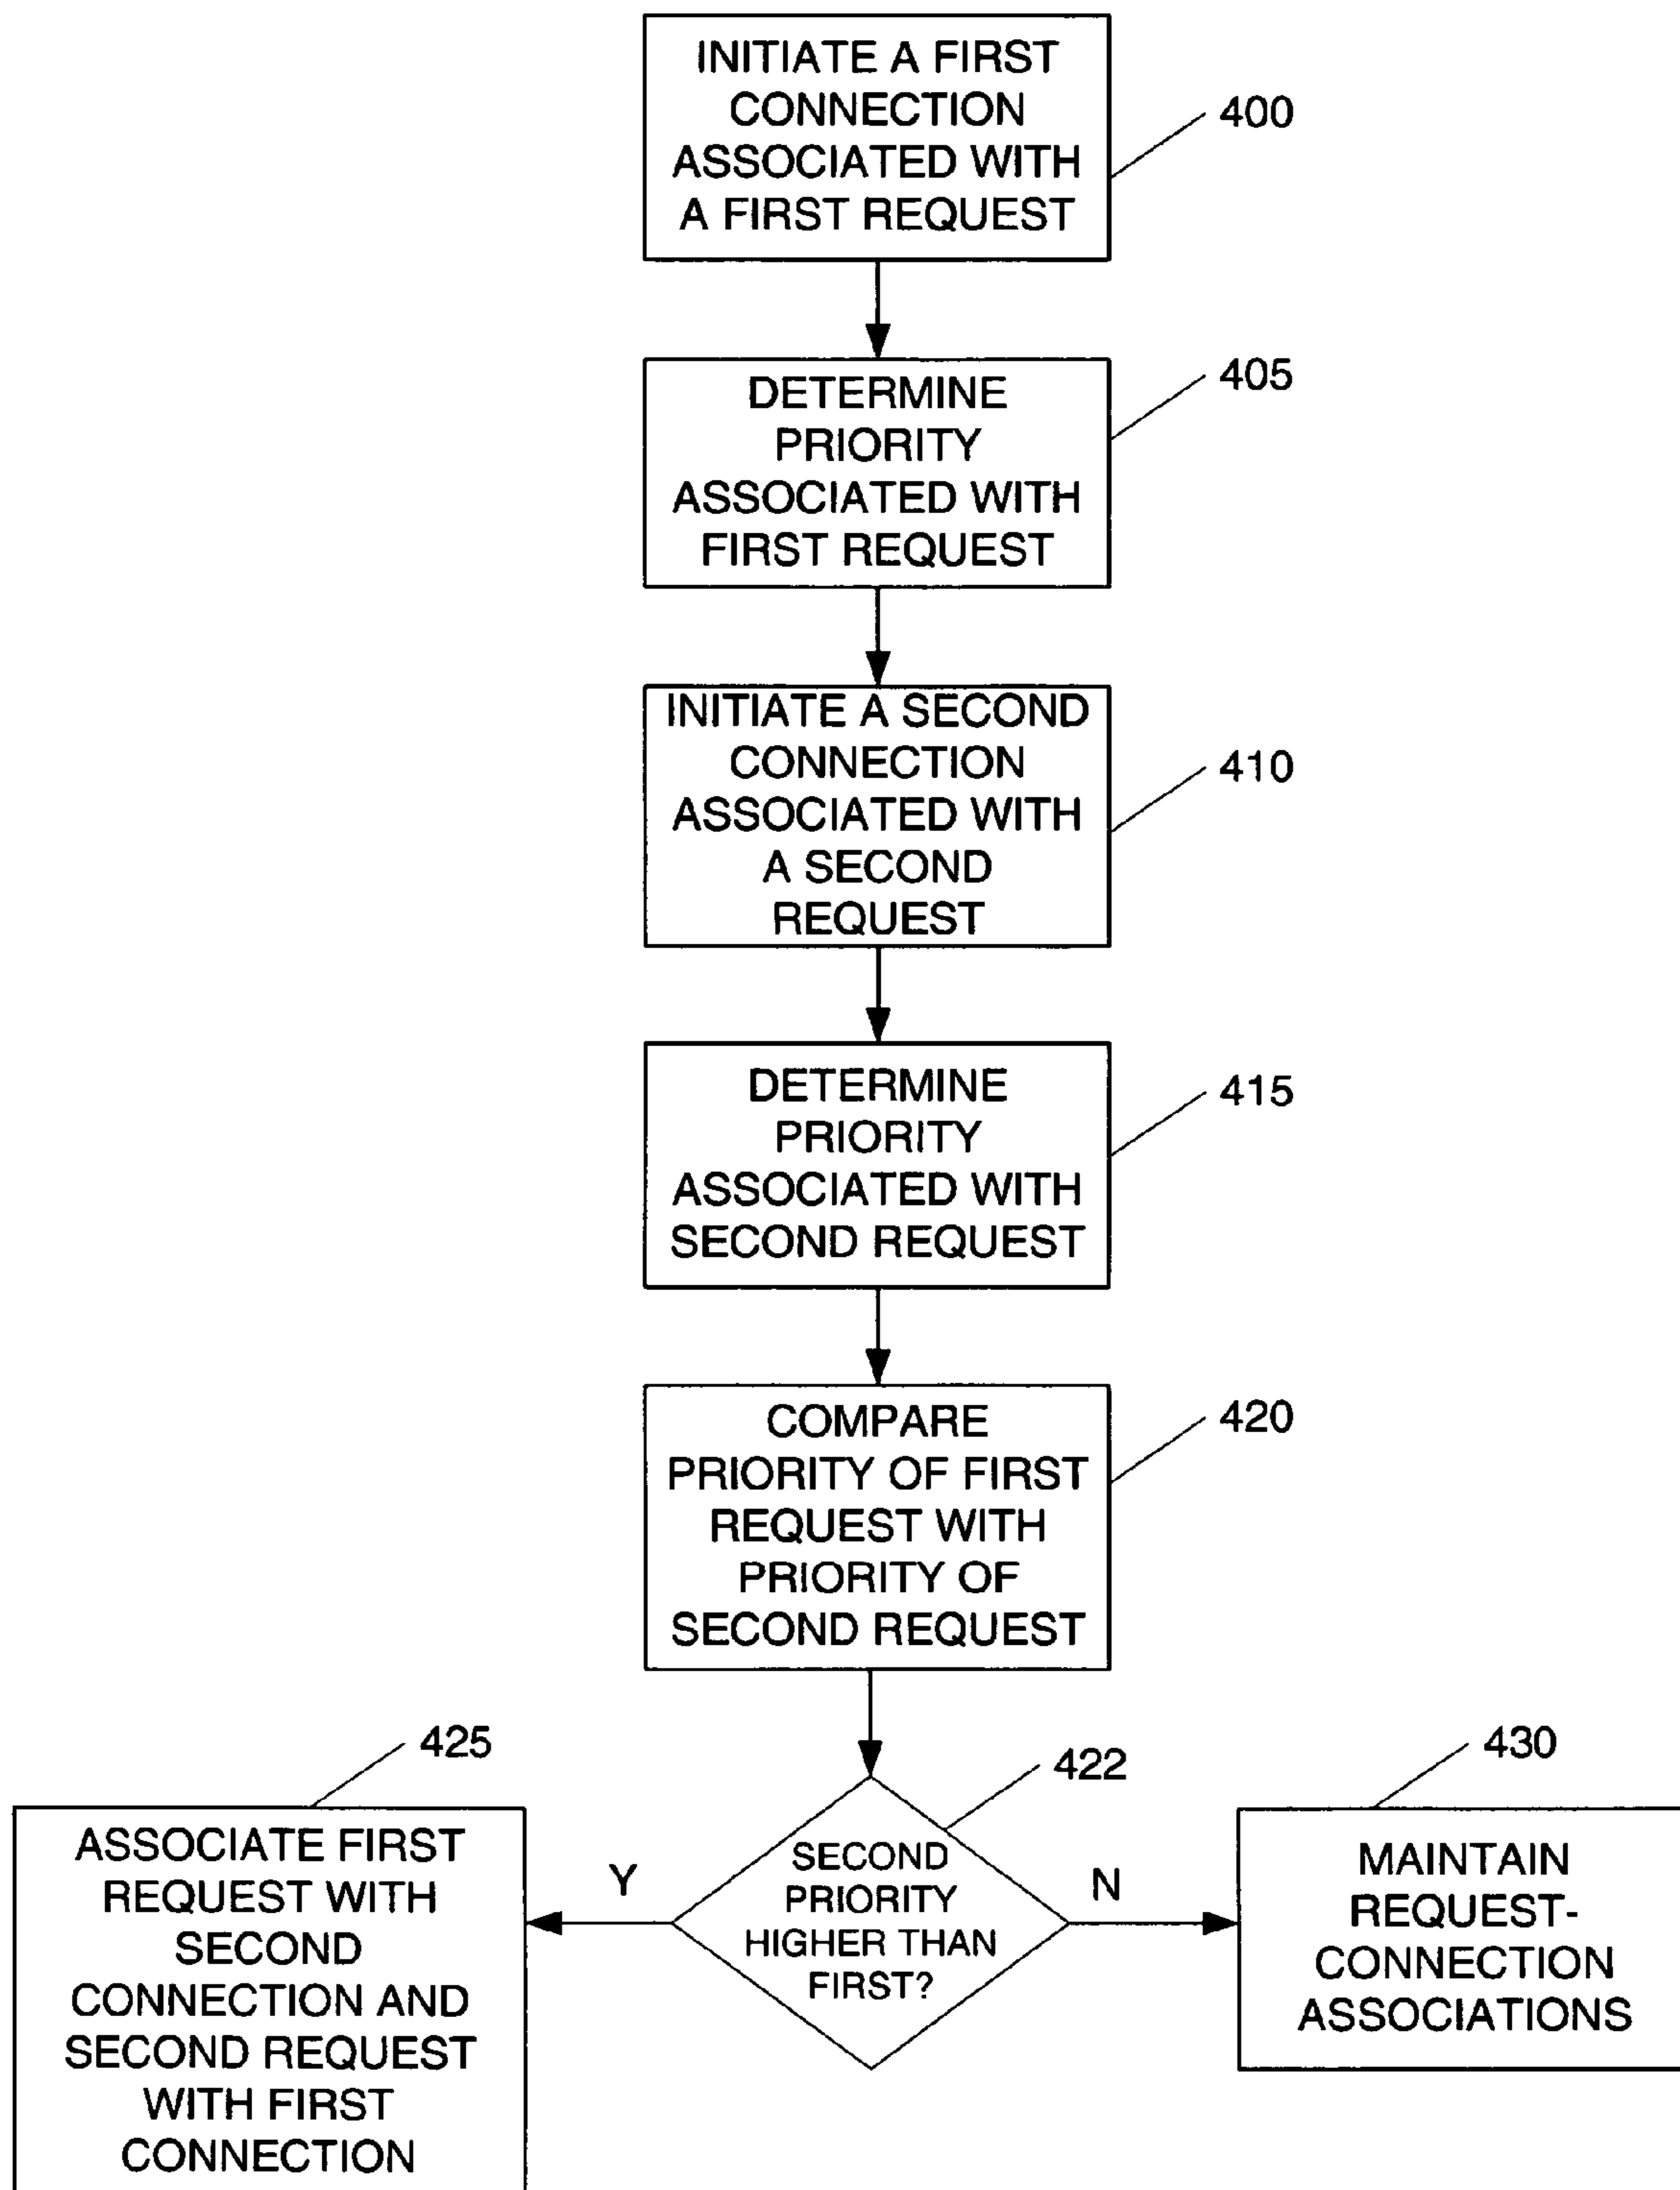 INITIATE A FIRST
CONNECTION
ASSOCIATED WITH
A FIRST REQUEST
400
DETERMINE
PRIORITY
ASSOCIATED WITH
FIRST REQUEST
405
INITIATE A SECOND
CONNECTION
ASSOCIATED WITH
A SECOND
REQUEST
410
DETERMINE
PRIORITY
ASSOCIATED WITH
SECOND REQUEST
415
COMPARE
PRIORITY OF FIRST
REQUEST WITH
PRIORITY OF
SECOND REQUEST
420
425
ASSOCIATE FIRST
REQUEST WITH
SECOND
CONNECTION AND
SECOND REQUEST
WITH FIRST
CONNECTION
Y
422
SECOND
PRIORITY
HIGHER THAN
FIRST?
N
430
MAINTAIN
REQUEST-
CONNECTION
ASSOCIATIONS